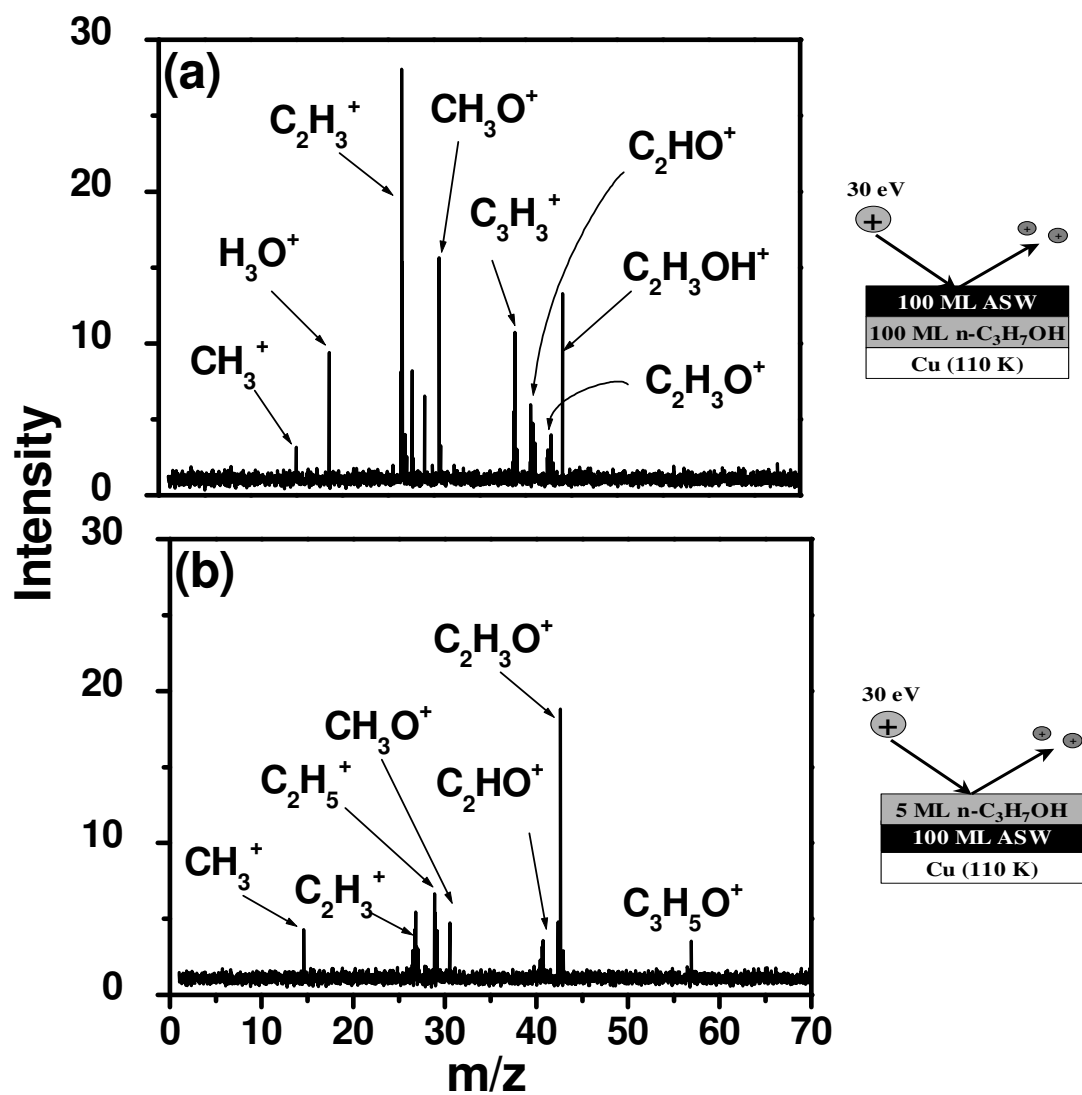 30
(a)
C₂H₃⁺
CH₃O⁺
C₂HO⁺
C₃H₃⁺
H₃O⁺
C₂H₃OH⁺
CH₃⁺
C₂H₃O⁺
20
10
0
30 eV
+
+ +
100 ML ASW
100 ML n-C₃H₇OH
Cu (110 K)
Intensity
30
(b)
C₂H₃O⁺
CH₃O⁺
C₂H₅⁺
C₂HO⁺
CH₃⁺
C₂H₃⁺
C₃H₅O⁺
20
10
0
0 10 20 30 40 50 60 70
m/z
30 eV
+
+ +
5 ML n-C₃H₇OH
100 ML ASW
Cu (110 K)